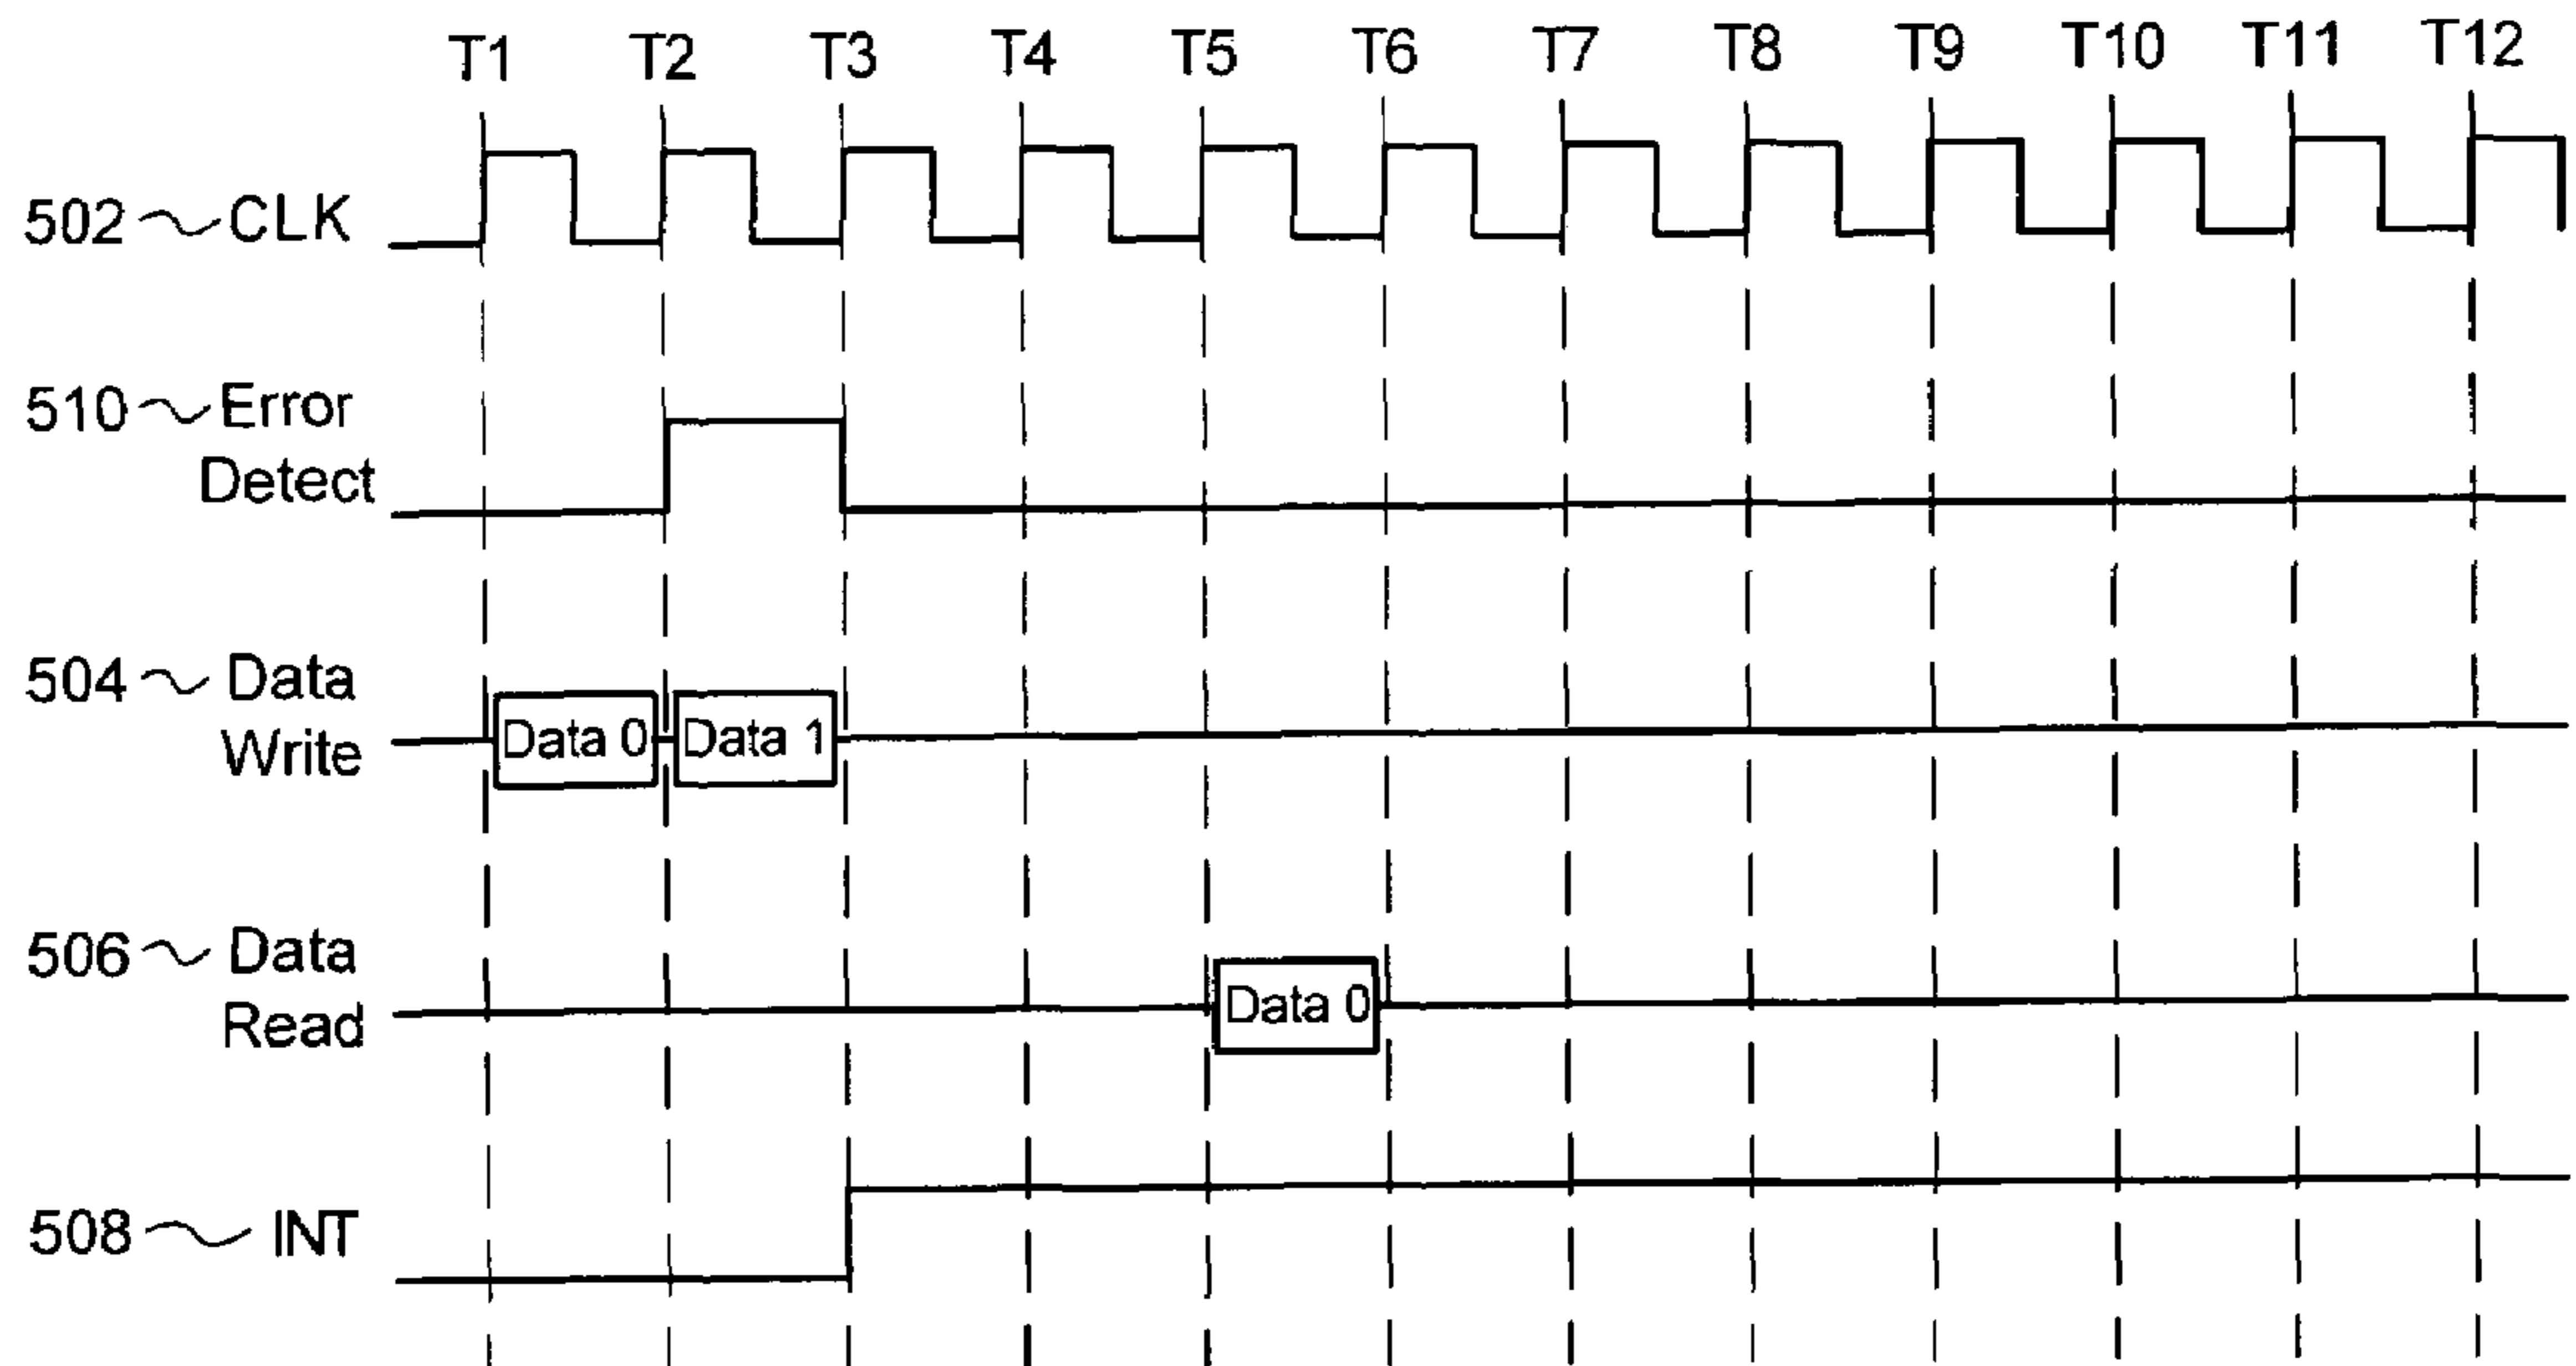 T1 T2 T3 T4 T5 T6 T7 T8 T9 T10 T11 T12
502 CLK
510 Error
Detect
504 Data
Write
Data 0 Data 1
506 Data
Read
Data 0
508 INT